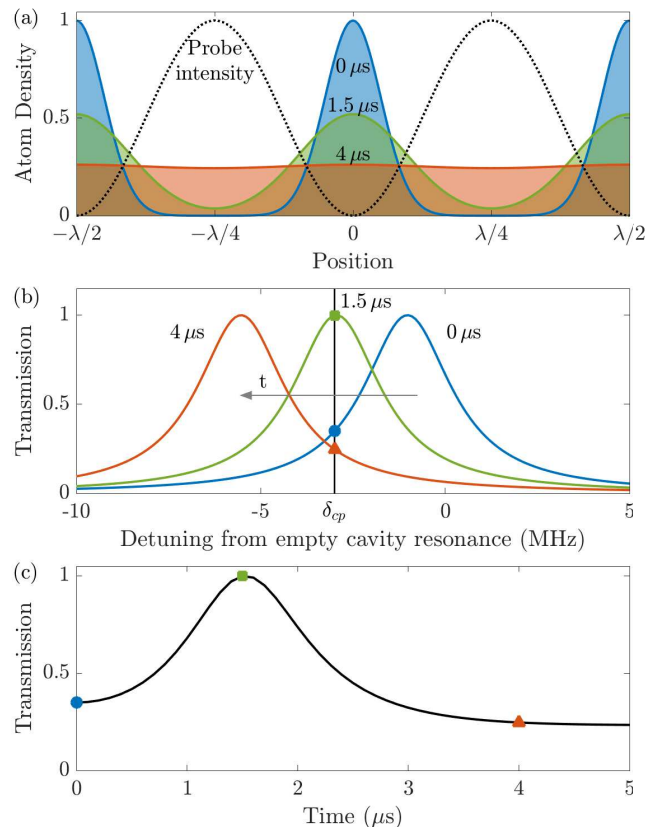 (a)
1
0.5
0
Atom Density
Probe
intensity
0 μs
1.5 μs
4 μs
−λ/2
−λ/4
0
λ/4
λ/2
Position
(b)
1
0.5
0
Transmission
4 μs
1.5 μs
0 μs
t
-10
-5
δcp
0
5
Detuning from empty cavity resonance (MHz)
(c)
1
0.5
0
Transmission
0
1
2
3
4
5
Time (μs)